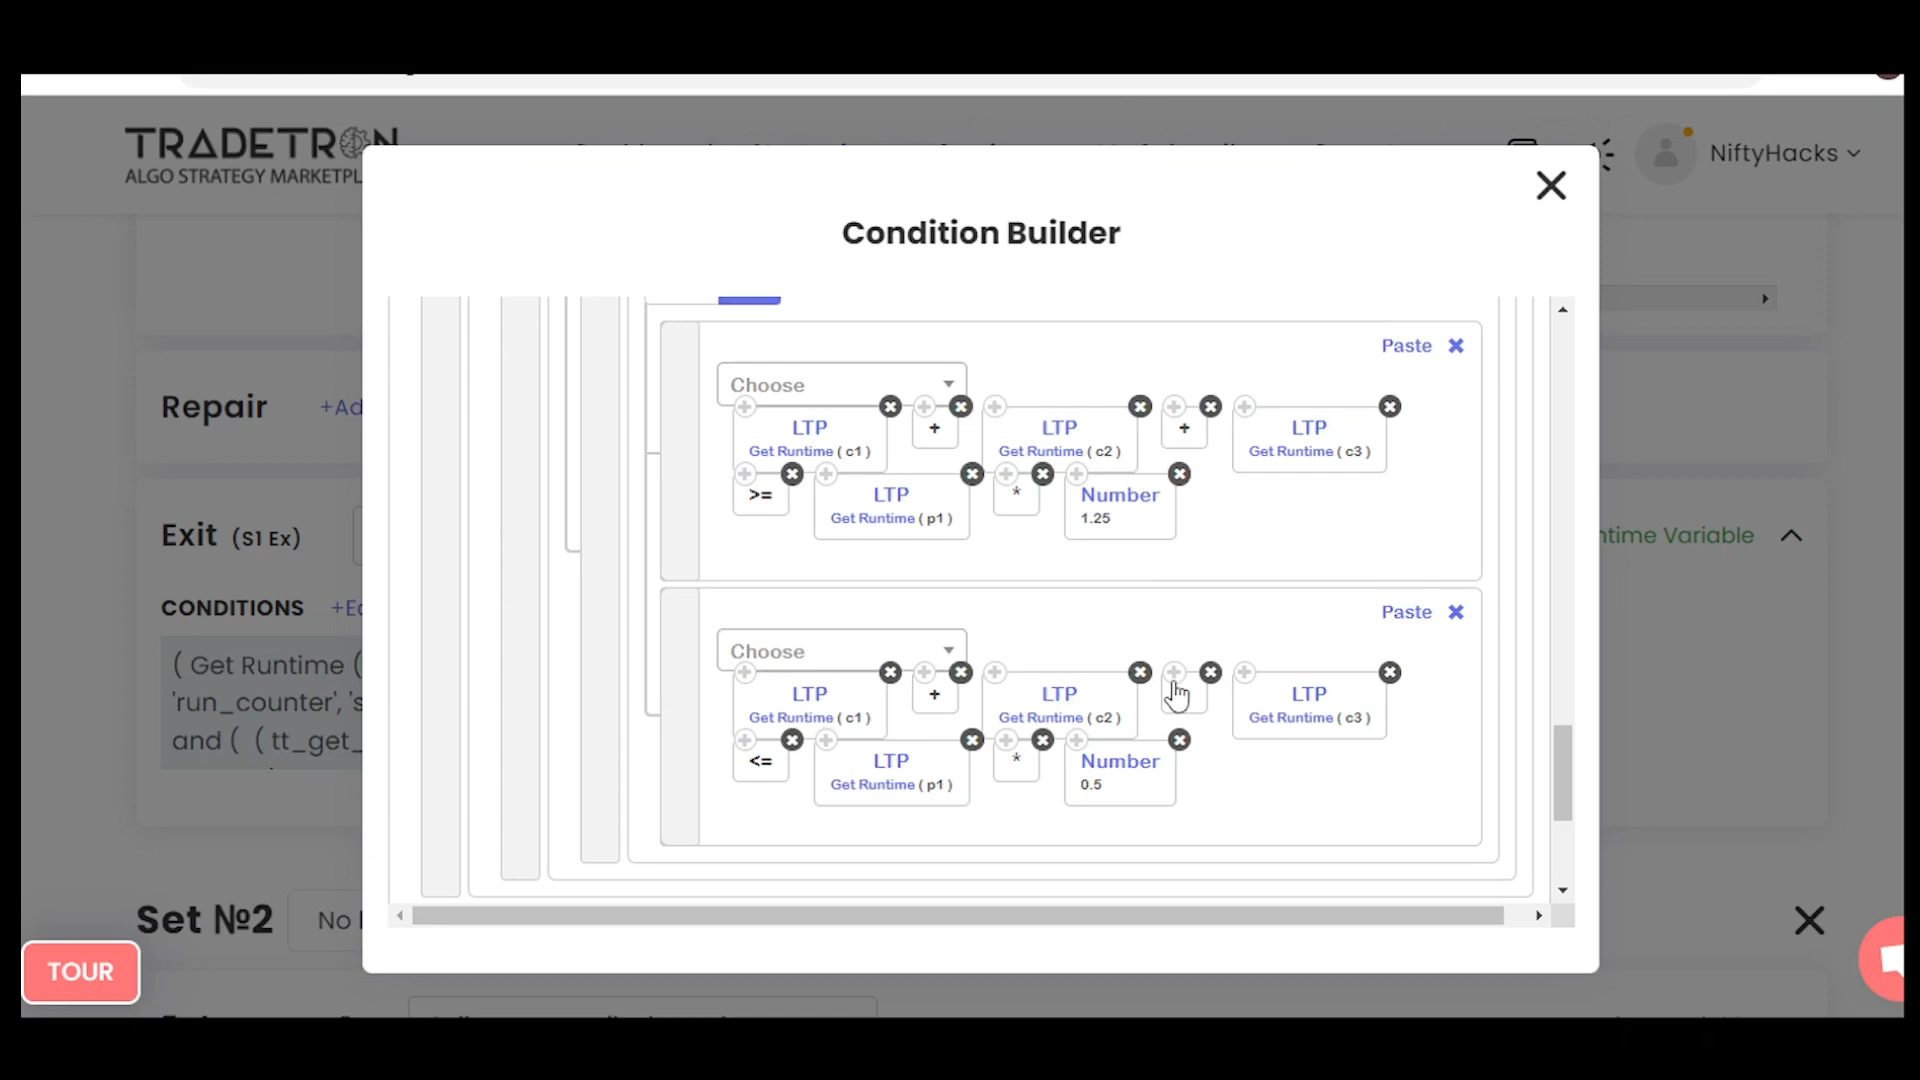 TRADETRON
ALGO STRATEGY MARKETPL
NiftyHacks
Condition Builder
Paste
Choose
LTP + LTP + LTP
Get Runtime ( c1 ) Get Runtime ( c2 ) Get Runtime ( c3 )
>= LTP * Number
Get Runtime ( p1 ) 1.25
Paste
Choose
LTP + LTP LTP
Get Runtime ( c1 ) Get Runtime ( c2 ) Get Runtime ( c3 )
<= LTP * Number
Get Runtime ( p1 ) 0.5
Repair +Ad
Exit (S1 Ex)
ntime Variable
CONDITIONS +Ed
( Get Runtime (
'run_counter', 's
and ( ( tt_get_
Set №2 No
TOUR